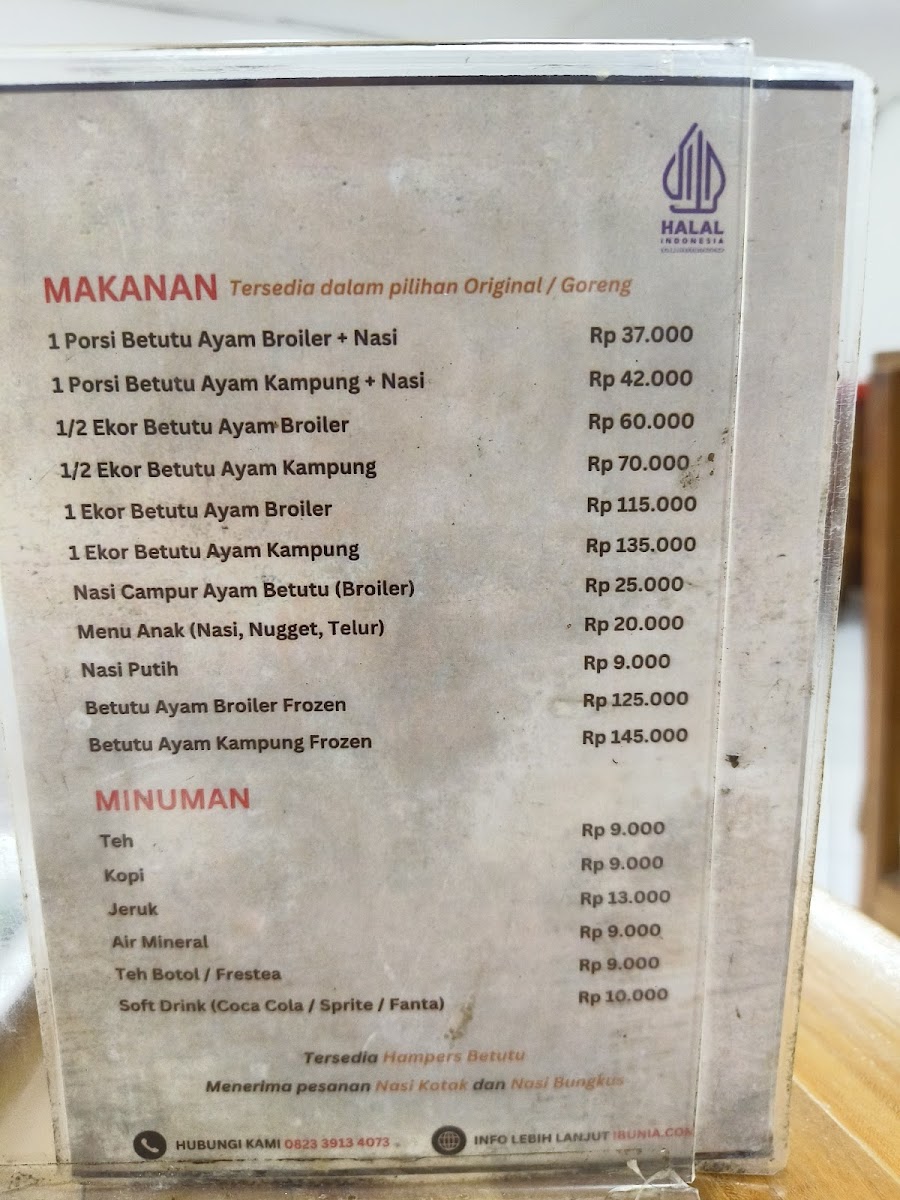 HALAL
INDONESIA
MAKANAN Tersedia dalam pilihan Original / Goreng
1 Porsi Betutu Ayam Broiler + Nasi Rp 37.000
1 Porsi Betutu Ayam Kampung + Nasi Rp 42.000
1/2 Ekor Betutu Ayam Broiler Rp 60.000
1/2 Ekor Betutu Ayam Kampung Rp 70.000
1 Ekor Betutu Ayam Broiler Rp 115.000
1 Ekor Betutu Ayam Kampung Rp 135.000
Nasi Campur Ayam Betutu (Broiler) Rp 25.000
Menu Anak (Nasi, Nugget, Telur) Rp 20.000
Nasi Putih Rp 9.000
Betutu Ayam Broiler Frozen Rp 125.000
Betutu Ayam Kampung Frozen Rp 145.000
MINUMAN
Teh Rp 9.000
Kopi Rp 9.000
Jeruk Rp 13.000
Air Mineral Rp 9.000
Teh Botol / Frestea Rp 9.000
Soft Drink (Coca Cola / Sprite / Fanta) Rp 10.000
Tersedia Hampers Betutu
Menerima pesanan Nasi Kotak dan Nasi Bungkus
HUBUNGI KAMI 0823 3913 4073 INFO LEBIH LANJUT IBUNIA.COM